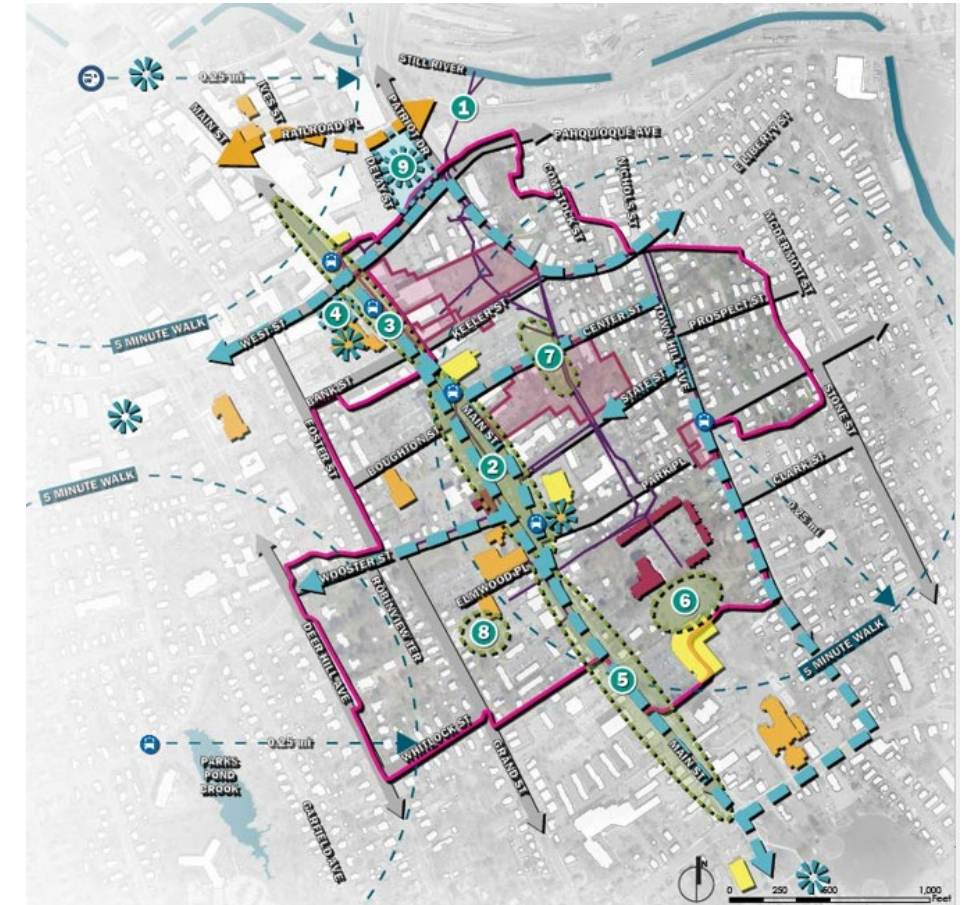 STILL RIVER
0.25 mi
1
IVES ST
MAIN ST
RAILROAD PL
PATRIOT DR
PAHQUIOQUE AVE
E LIBERTY ST
9
DELAY ST
NICHOLS ST
COMSTOCK ST
MCDERMOTT ST
5 MINUTE WALK
WEST ST
4
3
KEELER ST
CENTER ST
TOWN HILL AVE
PROSPECT ST
7
BANK ST
STATE ST
FOSTER ST
MAIN ST
STONE ST
BOUGHTON ST
2
5 MINUTE WALK
PARK PL
CLARK ST
0.25 mi
WOOSTER ST
ELMWOOD PL
ROBINVIEW TER
6
8
5 MINUTE WALK
DEER HILL AVE
5
WHITLOCK ST
0.25 mi
MAIN ST
GRAND ST
PARKS
POND
BROOK
GARFIELD AVE
N
0 250 500 1,000
Feet